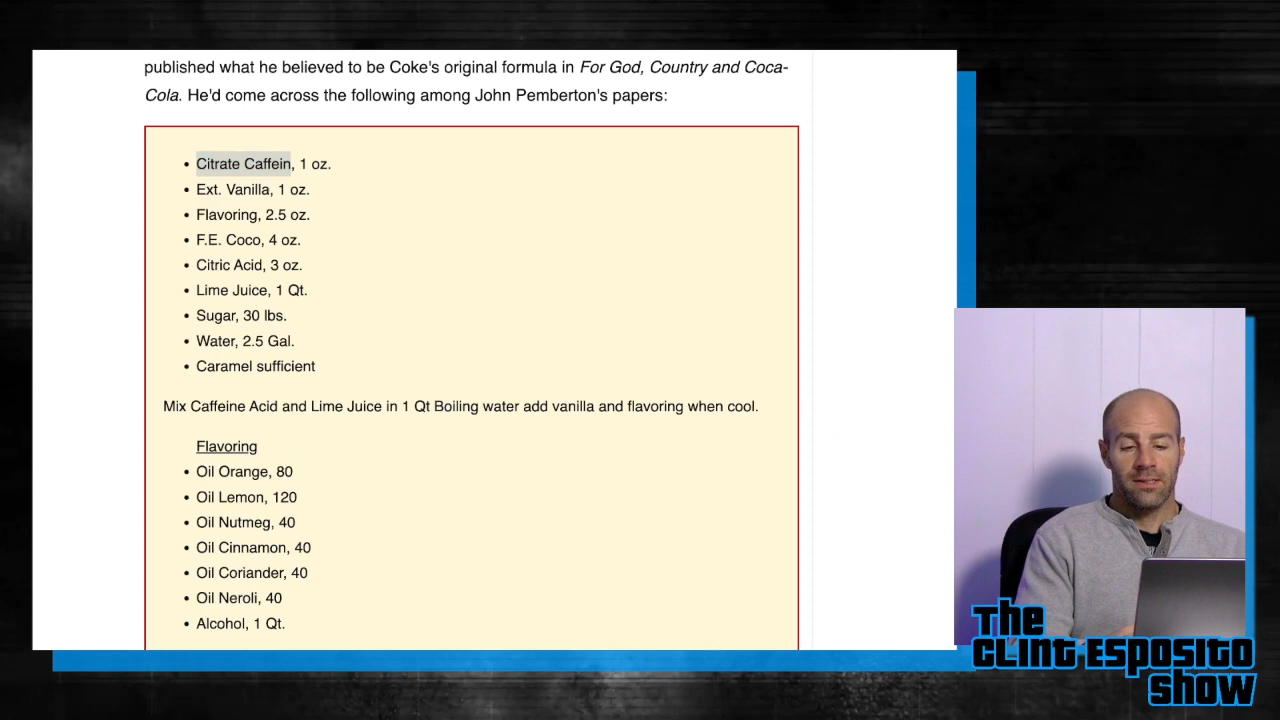 published what he believed to be Coke's original formula in For God, Country and Coca-
Cola. He'd come across the following among John Pemberton's papers:
• Citrate Caffein, 1 oz.
• Ext. Vanilla, 1 oz.
• Flavoring, 2.5 oz.
• F.E. Coco, 4 oz.
• Citric Acid, 3 oz.
• Lime Juice, 1 Qt.
• Sugar, 30 lbs.
• Water, 2.5 Gal.
• Caramel sufficient
Mix Caffeine Acid and Lime Juice in 1 Qt Boiling water add vanilla and flavoring when cool.
Flavoring
• Oil Orange, 80
• Oil Lemon, 120
• Oil Nutmeg, 40
• Oil Cinnamon, 40
• Oil Coriander, 40
• Oil Neroli, 40
• Alcohol, 1 Qt.
The
CLINT ESPOSITO
SHOW